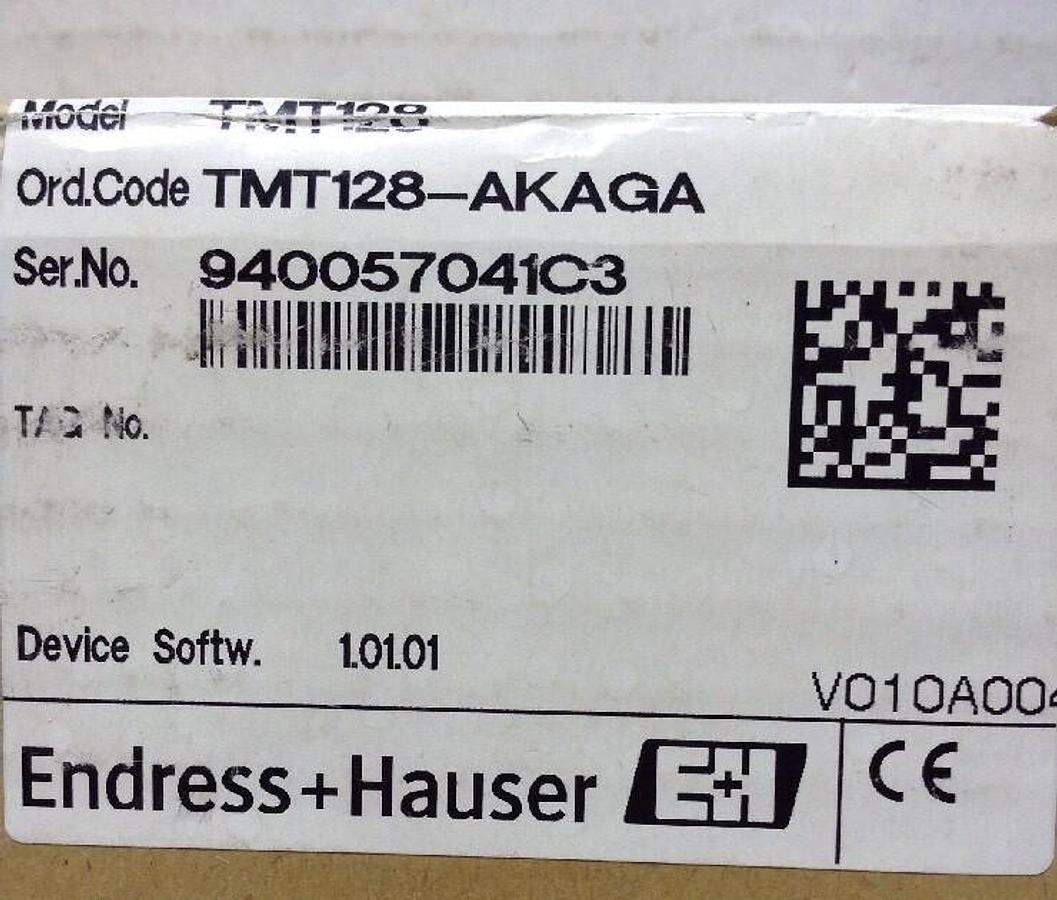 Model TMT128
Ord.Code TMT128-AKAGA
Ser.No. 940057041C3
TAG No.
Device Softw. 1.01.01
V010A004
Endress+Hauser E+H
CE